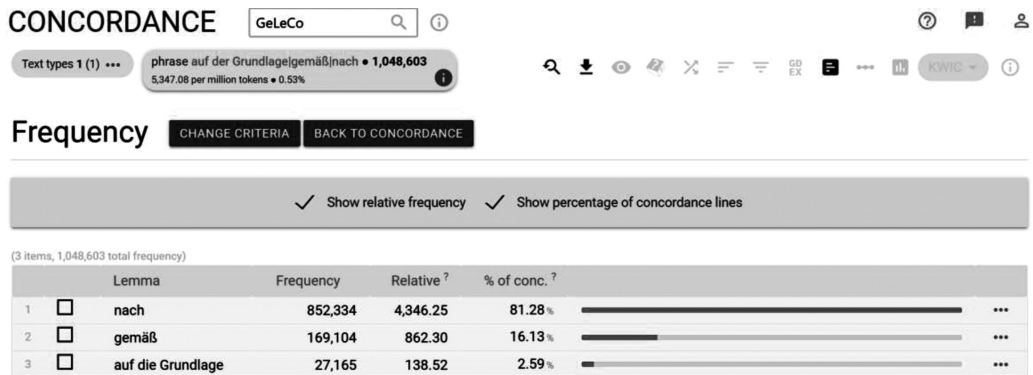 CONCORDANCE GeLeCo
Text types 1 (1) •••
phrase auf der Grundlage|gemäß|nach • 1,048,603
5,347.08 per million tokens • 0.53%
GD
EX
KWIC
Frequency CHANGE CRITERIA BACK TO CONCORDANCE
Show relative frequency Show percentage of concordance lines
(3 items, 1,048,603 total frequency)
Lemma Frequency Relative ? % of conc. ?
1 nach 852,334 4,346.25 81.28 % •••
2 gemäß 169,104 862.30 16.13 % •••
3 auf die Grundlage 27,165 138.52 2.59 % •••